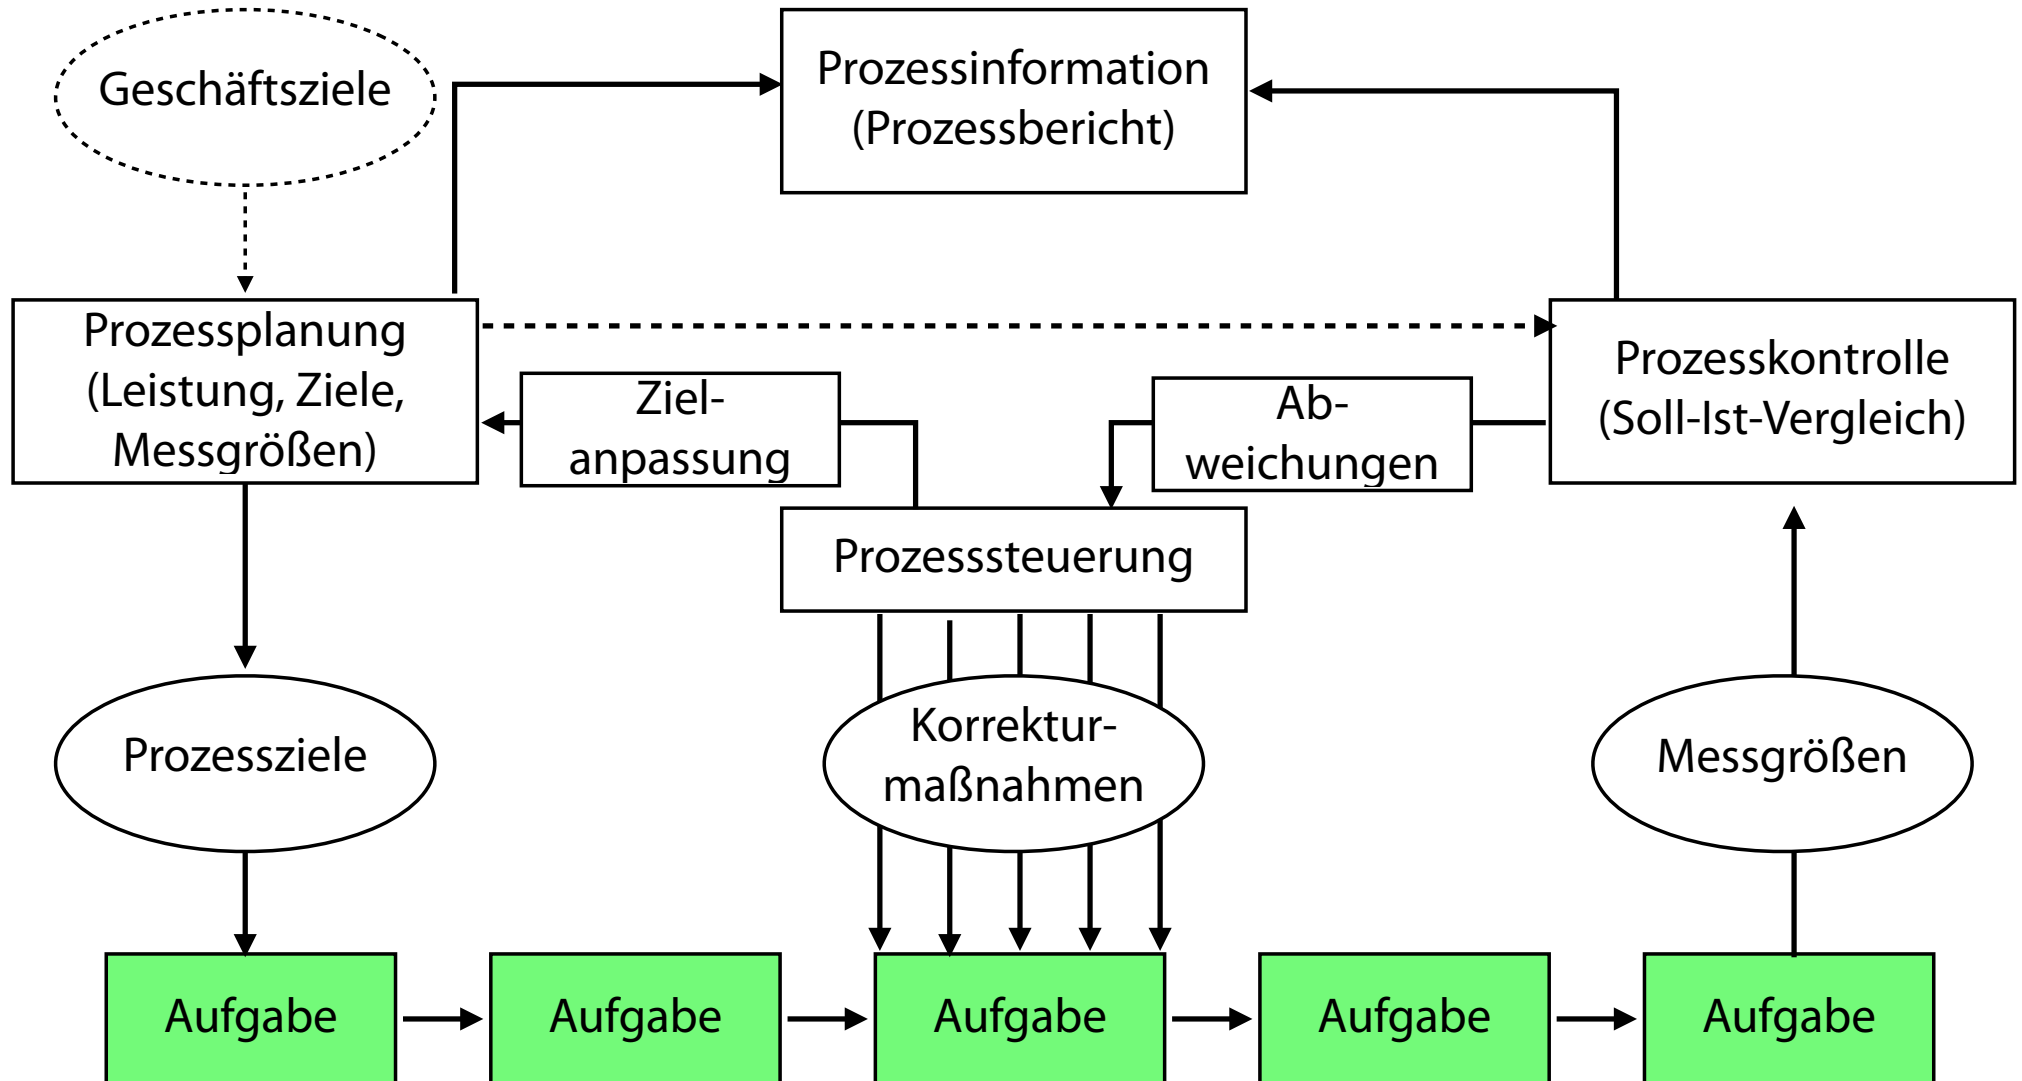 Geschäftsziele
Prozessinformation
(Prozessbericht)
Prozessplanung
(Leistung, Ziele,
Messgrößen)
Ziel-
anpassung
Ab-
weichungen
Prozesskontrolle
(Soll-Ist-Vergleich)
Prozesssteuerung
Prozessziele
Korrektur-
maßnahmen
Messgrößen
Aufgabe
Aufgabe
Aufgabe
Aufgabe
Aufgabe